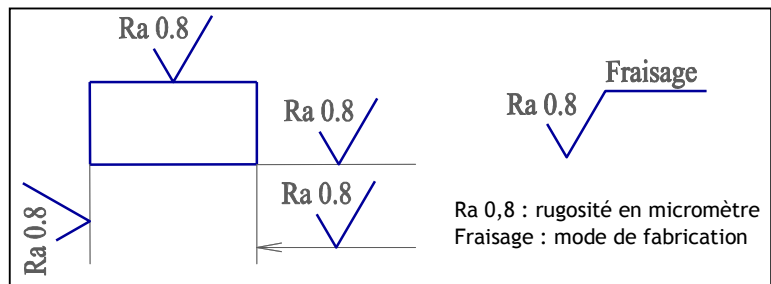 Ra 0.8
Ra 0.8
Ra 0.8
Ra 0.8
Fraisage
Ra 0.8
Ra 0,8 : rugosité en micromètre
Fraisage : mode de fabrication